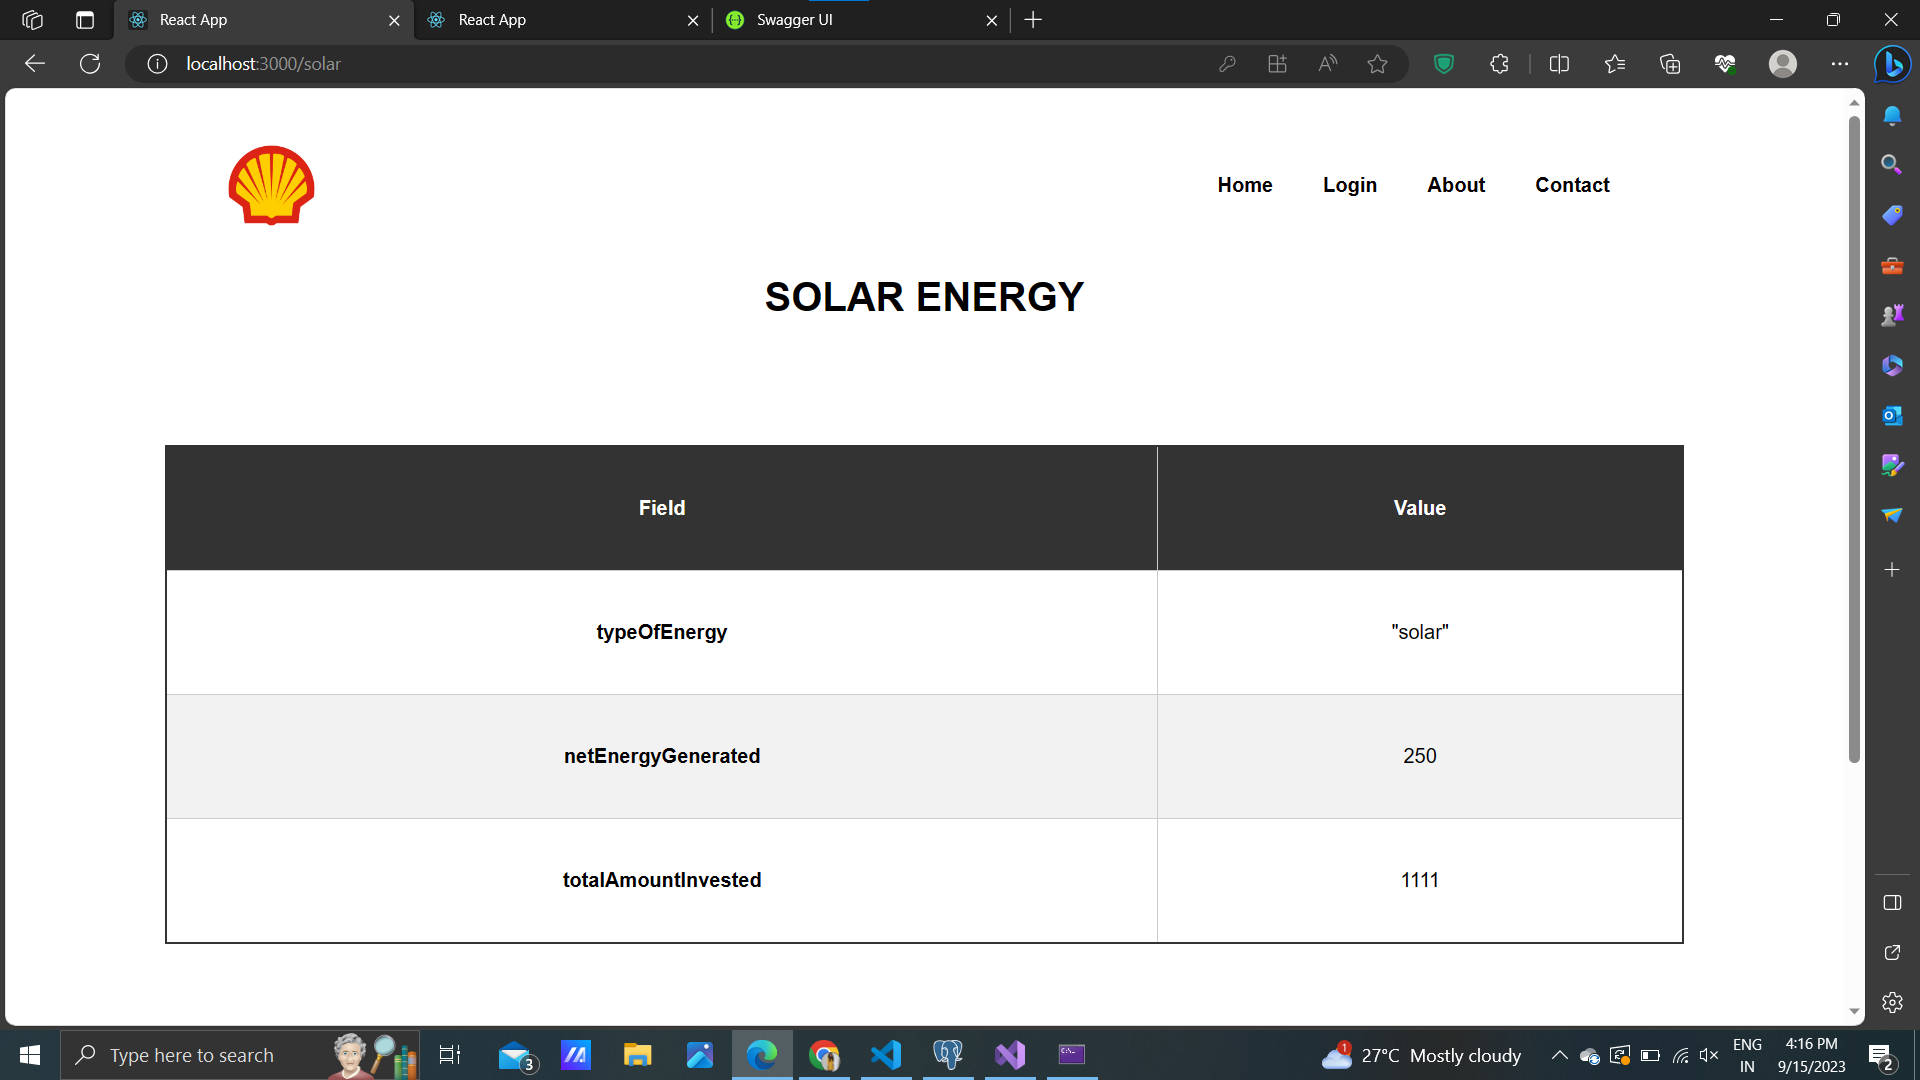 React App
React App
Swagger UI
localhost:3000/solar
Home Login About Contact
SOLAR ENERGY
Field Value
typeOfEnergy "solar"
netEnergyGenerated 250
totalAmountInvested 1111
Type here to search
3
1
27°C Mostly cloudy
ENG
IN
4:16 PM
9/15/2023
2